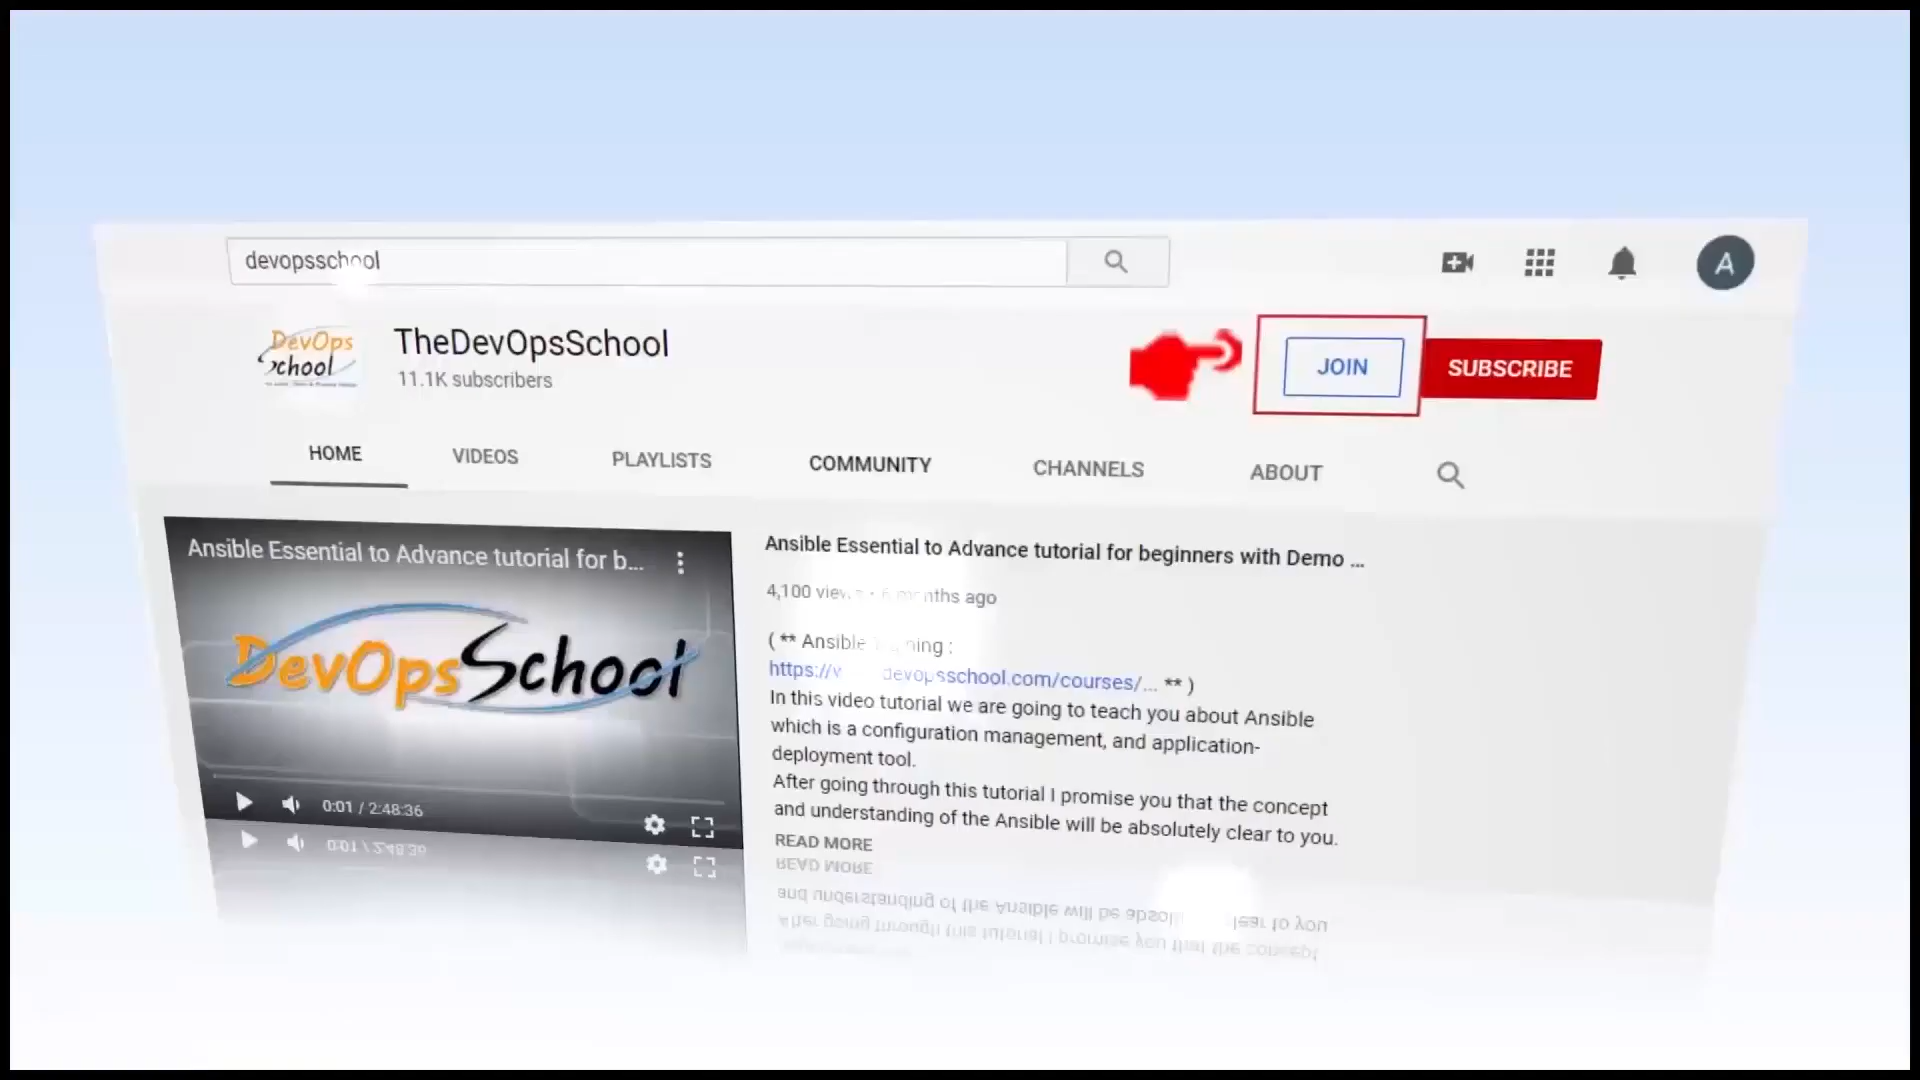 devopsschool
A
DevOps
School
TheDevOpsSchool
11.1K subscribers
JOIN
SUBSCRIBE
HOME
VIDEOS
PLAYLISTS
COMMUNITY
CHANNELS
ABOUT
Ansible Essential to Advance tutorial for b...
DevOpsSchool
0:01 / 2:48:36
Ansible Essential to Advance tutorial for beginners with Demo ...
4,100 • 6 months ago
( ** Ansible :
https:// devopsschool.com/courses/... ** )
In this video tutorial we are going to teach you about Ansible
which is a configuration management, and application-
deployment tool.
After going through this tutorial I promise you that the concept
and understanding of the Ansible will be absolutely clear to you.
READ MORE